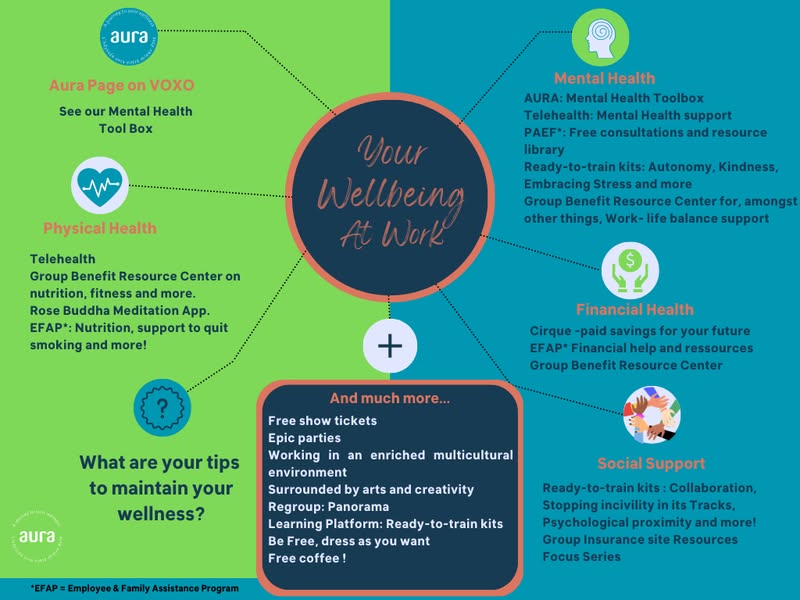 aura
Aura Page on VOXO
See our Mental Health
Tool Box
Physical Health
Telehealth
Group Benefit Resource Center on
nutrition, fitness and more.
Rose Buddha Meditation App.
EFAP*: Nutrition, support to quit
smoking and more!
?
What are your tips
to maintain your
wellness?
aura
*EFAP = Employee & Family Assistance Program
Your
Wellbeing
At Work
+
And much more...
Free show tickets
Epic parties
Working in an enriched multicultural
environment
Surrounded by arts and creativity
Regroup: Panorama
Learning Platform: Ready-to-train kits
Be Free, dress as you want
Free coffee !
Mental Health
AURA: Mental Health Toolbox
Telehealth: Mental Health support
PAEF*: Free consultations and resource
library
Ready-to-train kits: Autonomy, Kindness,
Embracing Stress and more
Group Benefit Resource Center for, amongst
other things, Work- life balance support
$
Financial Health
Cirque -paid savings for your future
EFAP* Financial help and ressources
Group Benefit Resource Center
Social Support
Ready-to-train kits : Collaboration,
Stopping incivility in its Tracks,
Psychological proximity and more!
Group Insurance site Resources
Focus Series